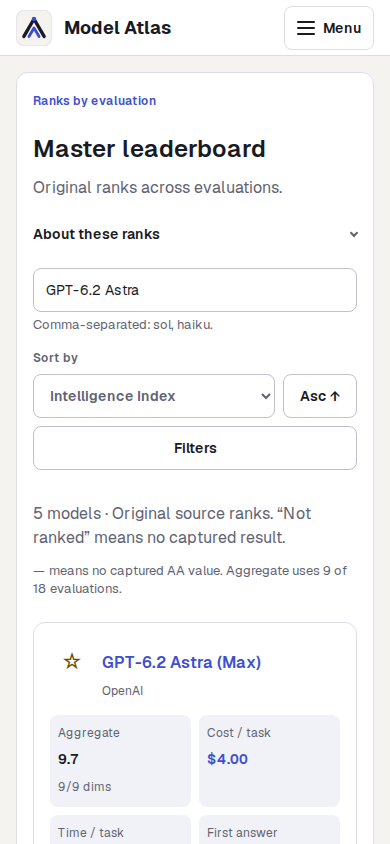 Model Atlas
Menu
Ranks by evaluation
Master leaderboard
Original ranks across evaluations.
About these ranks
GPT-6.2 Astra
Comma-separated: sol, haiku.
Sort by
Intelligence Index
Asc ↑
Filters
5 models · Original source ranks. “Not
ranked” means no captured result.
— means no captured AA value. Aggregate uses 9 of
18 evaluations.
☆ GPT-6.2 Astra (Max)
OpenAI
Aggregate
9.7
9/9 dims
Cost / task
$4.00
Time / task
First answer